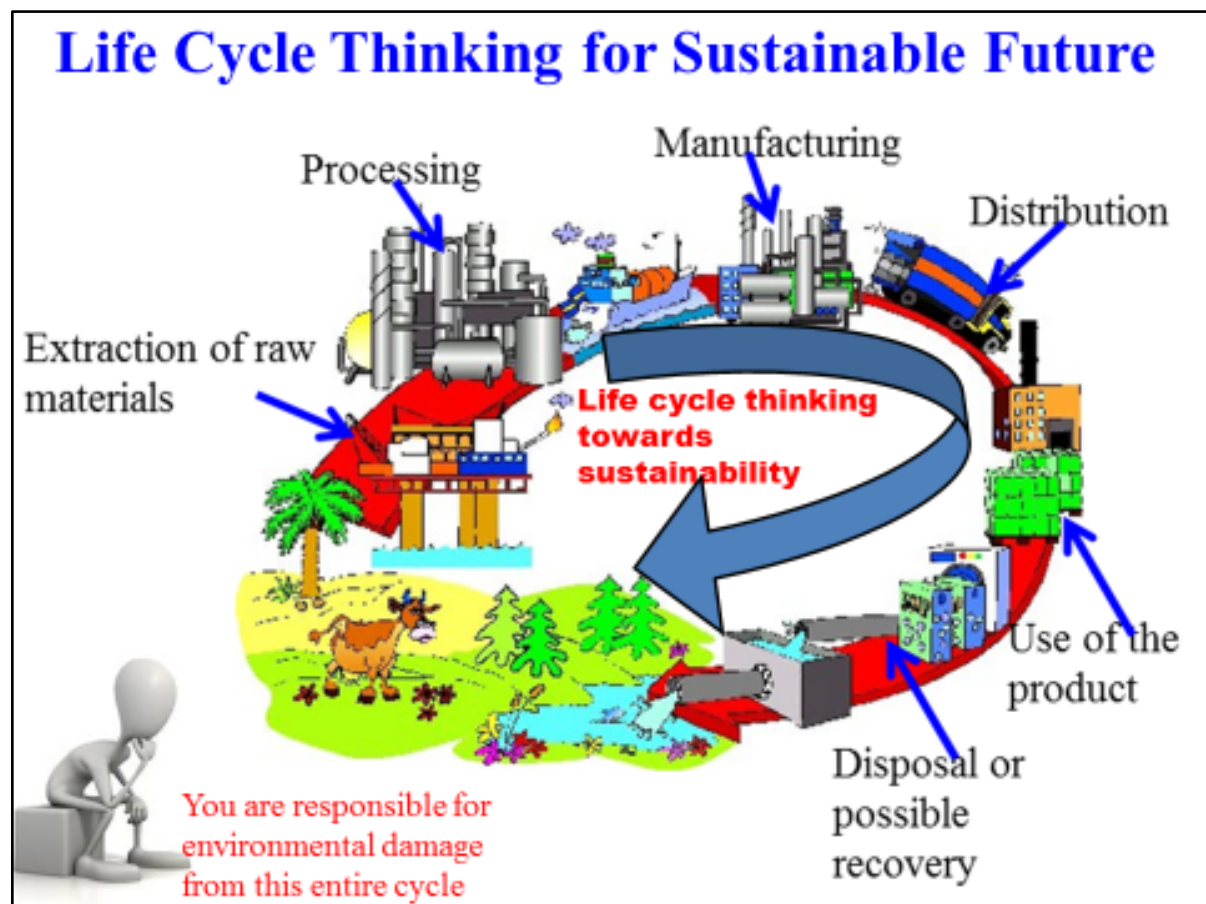 Life Cycle Thinking for Sustainable Future
Manufacturing
Processing
Distribution
Extraction of raw
materials
Life cycle thinking
towards
sustainability
Use of the
product
Disposal or
possible
recovery
You are responsible for
environmental damage
from this entire cycle